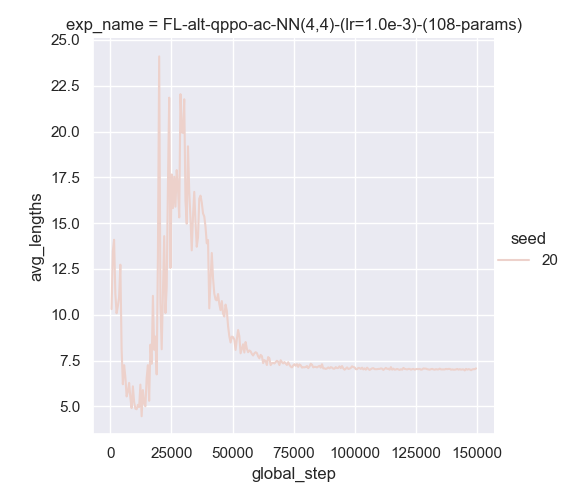 exp_name = FL-alt-qppo-ac-NN(4,4)-(lr=1.0e-3)-(108-params)
25.0
22.5
20.0
17.5
15.0
12.5
10.0
7.5
5.0
avg_lengths
0 25000 50000 75000 100000 125000 150000
global_step
seed
20